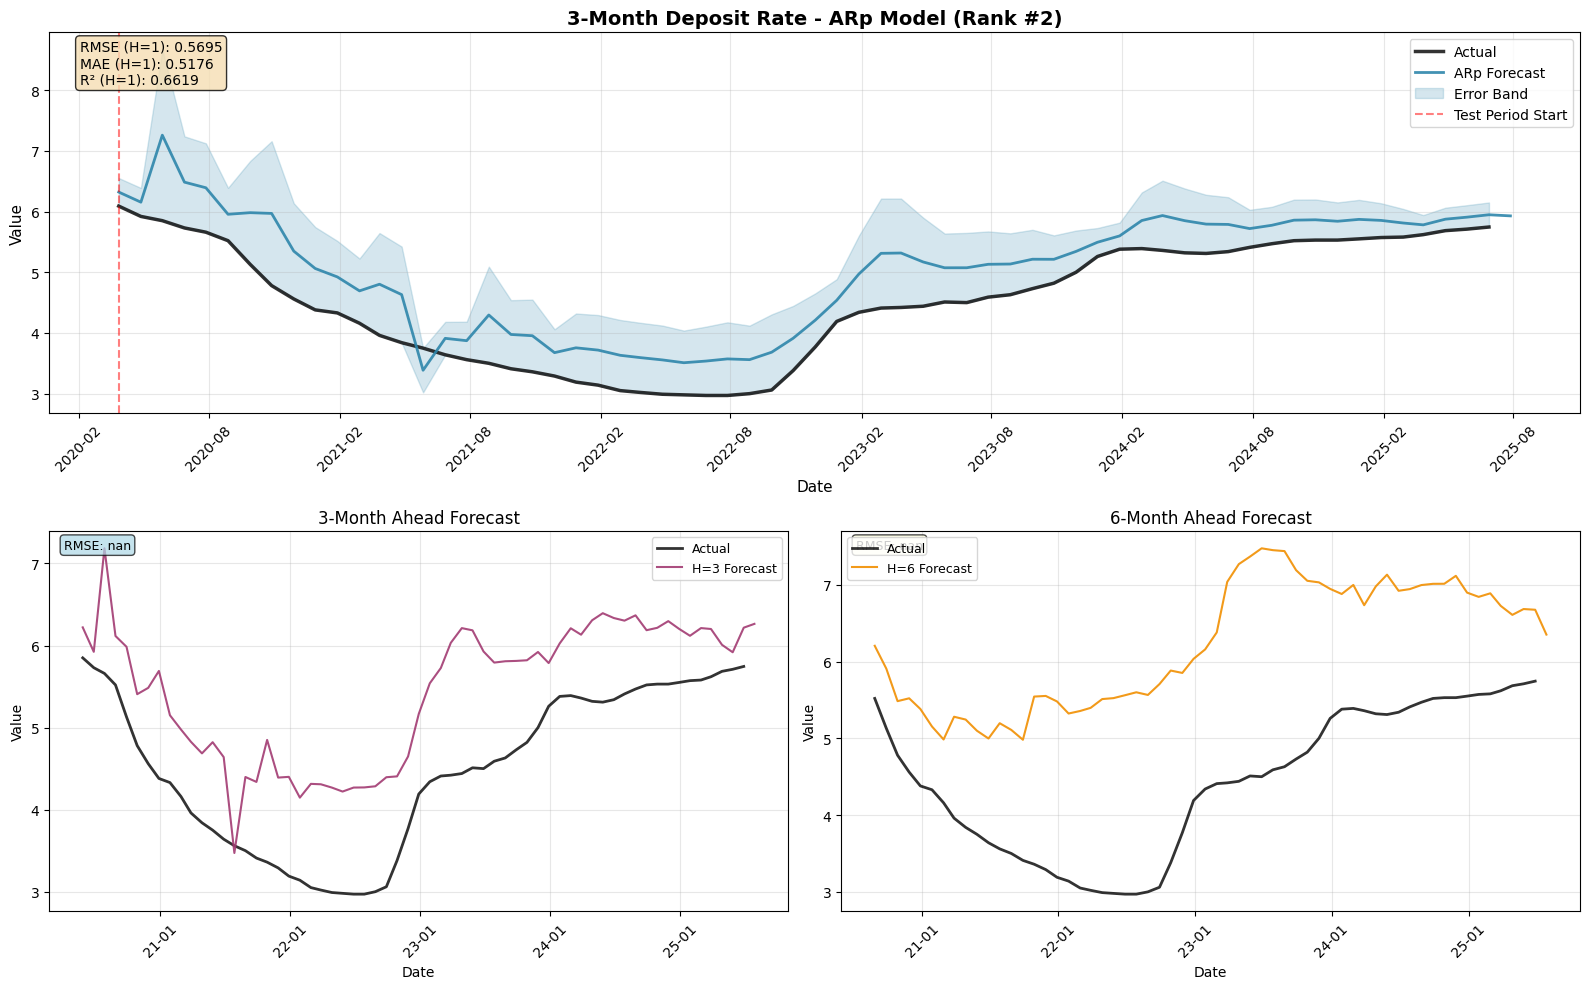 3-Month Deposit Rate - ARp Model (Rank #2)
RMSE (H=1): 0.5695
MAE (H=1): 0.5176
R² (H=1): 0.6619
Actual
ARp Forecast
Error Band
Test Period Start
Value
8
7
6
5
4
3
2020-02
2020-08
2021-02
2021-08
2022-02
2022-08
2023-02
2023-08
2024-02
2024-08
2025-02
2025-08
Date
3-Month Ahead Forecast
RMSE: nan
Actual
H=3 Forecast
Value
7
6
5
4
3
21-01
22-01
23-01
24-01
25-01
Date
6-Month Ahead Forecast
Actual
H=6 Forecast
Value
7
6
5
4
3
21-01
22-01
23-01
24-01
25-01
Date